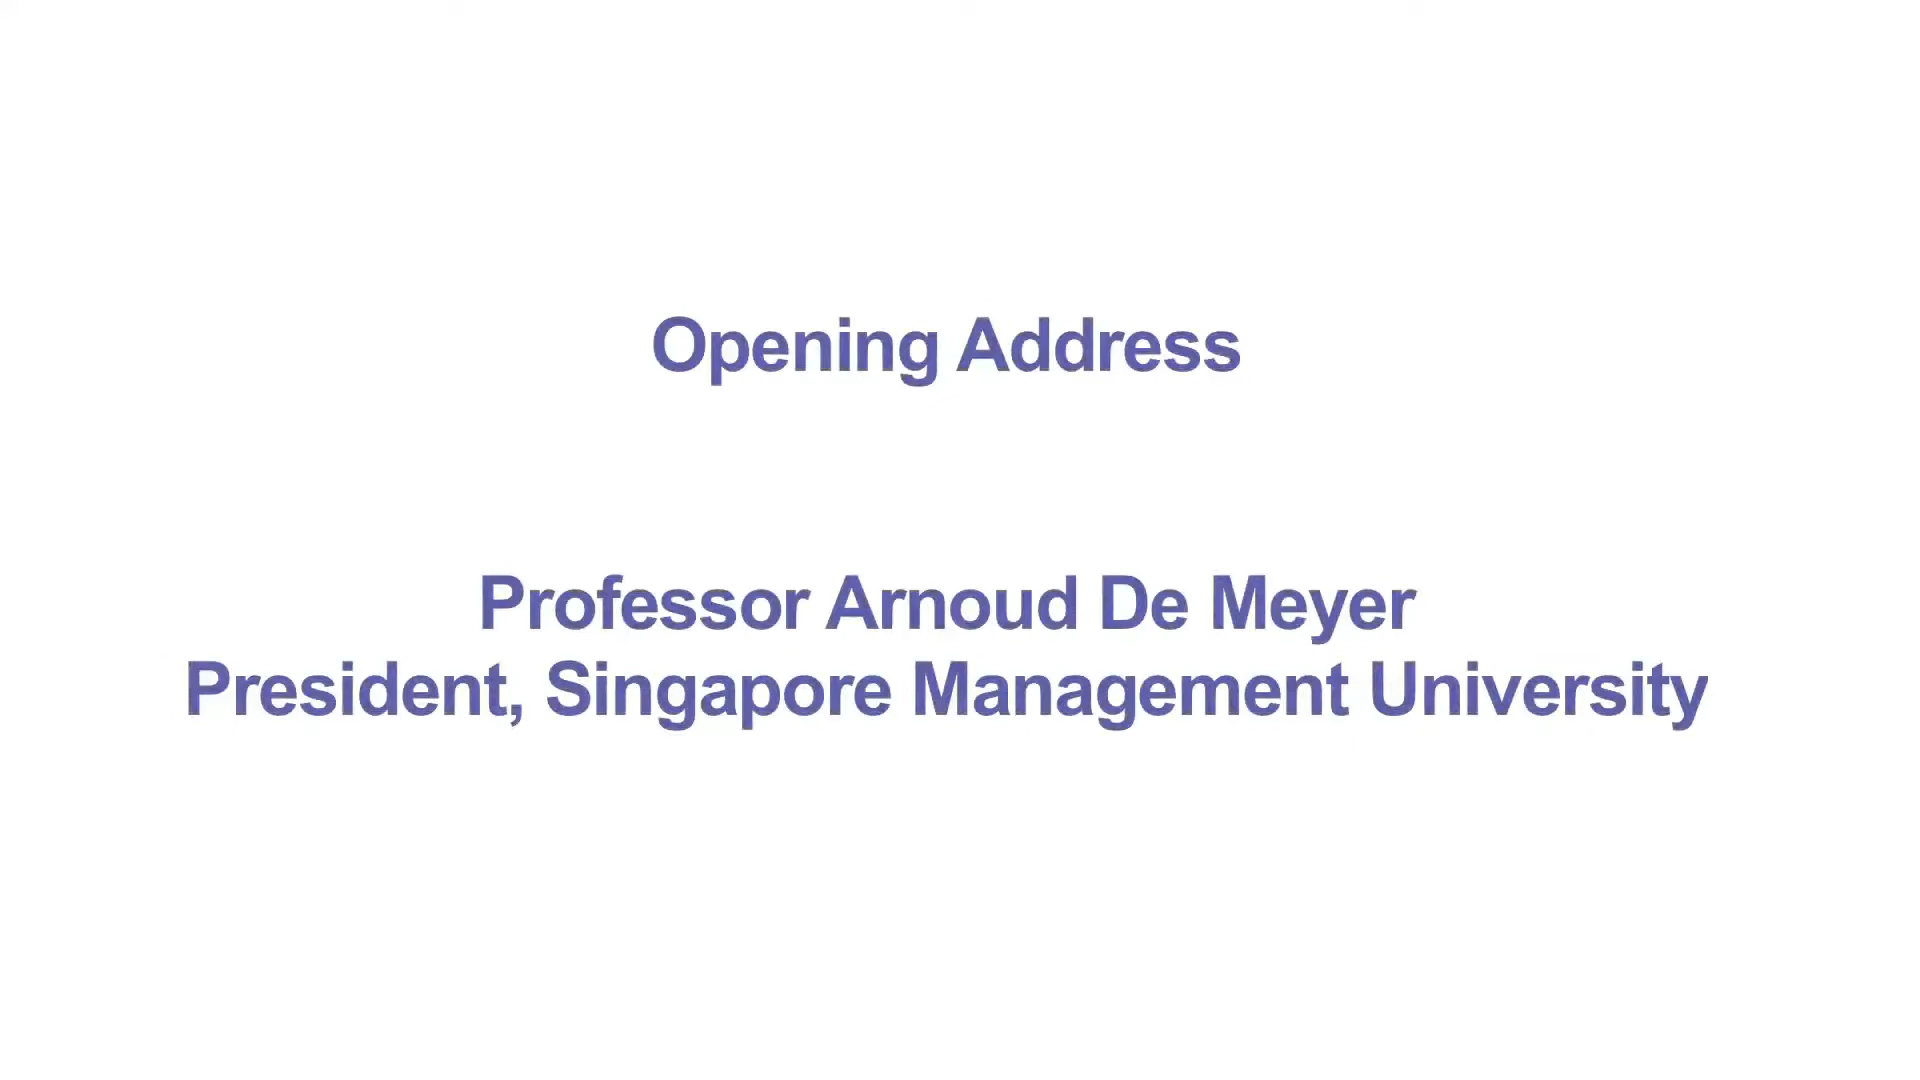 Opening Address
Professor Arnoud De Meyer
President, Singapore Management University